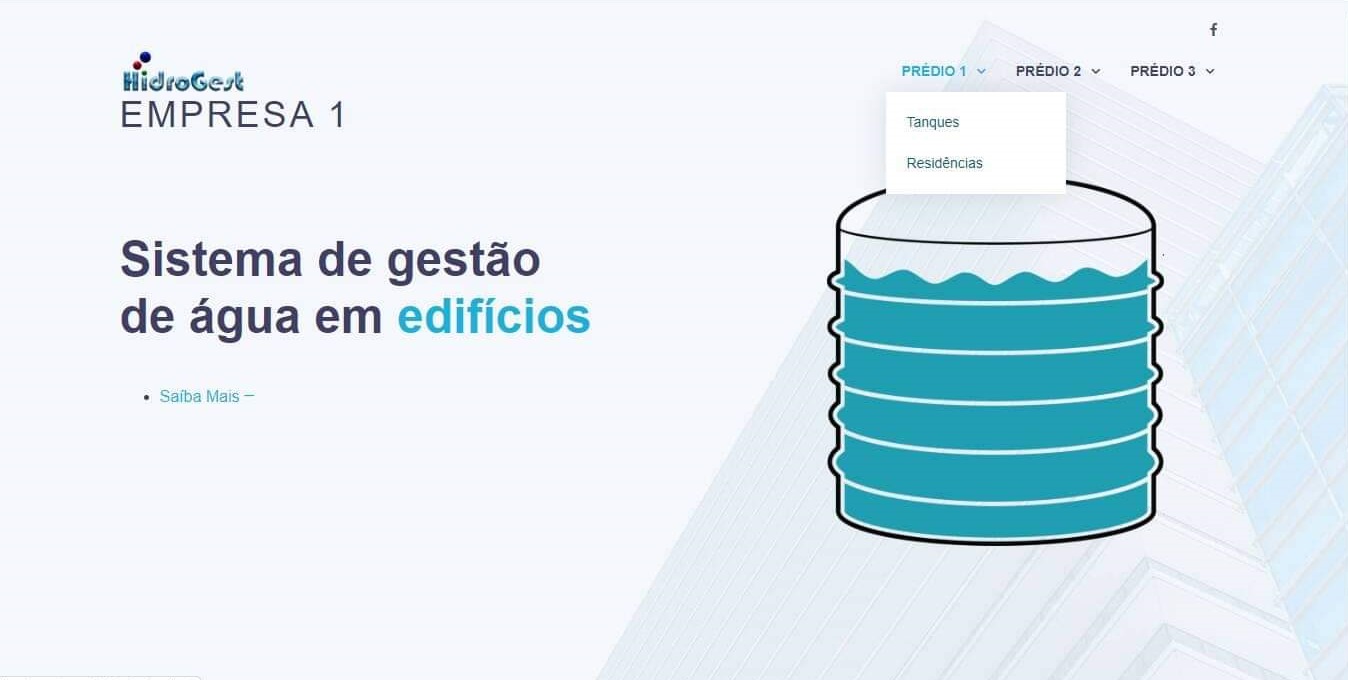 HidroGest
EMPRESA 1
PRÉDIO 1 PRÉDIO 2 PRÉDIO 3
Tanques
Residências
Sistema de gestão
de água em edifícios
• Saíba Mais –